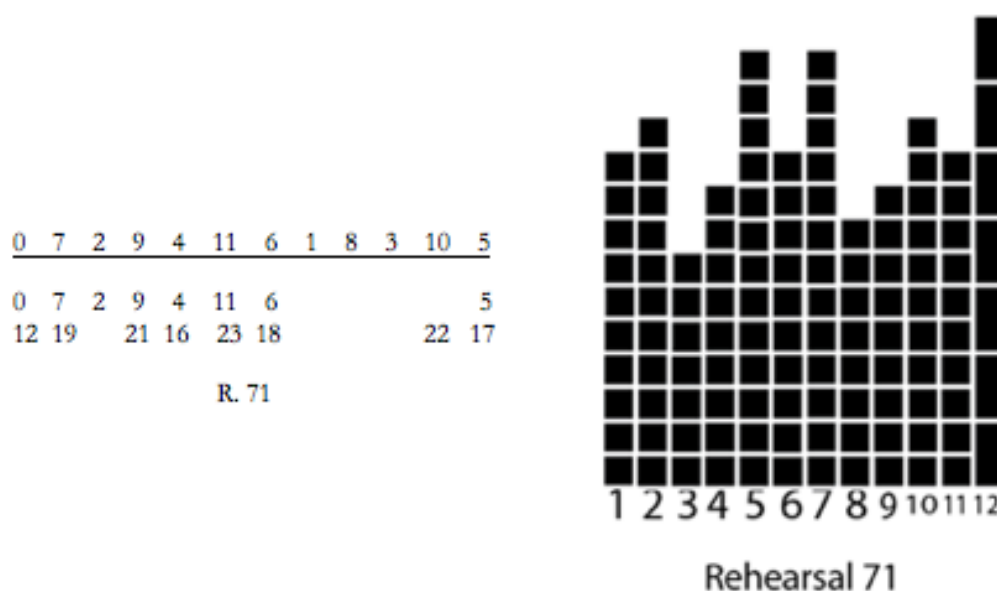 0 7 2 9 4 11 6 1 8 3 10 5
0 7 2 9 4 11 6 5
12 19 21 16 23 18 22 17
R. 71
1 2 3 4 5 6 7 8 9 10 11 12
Rehearsal 71